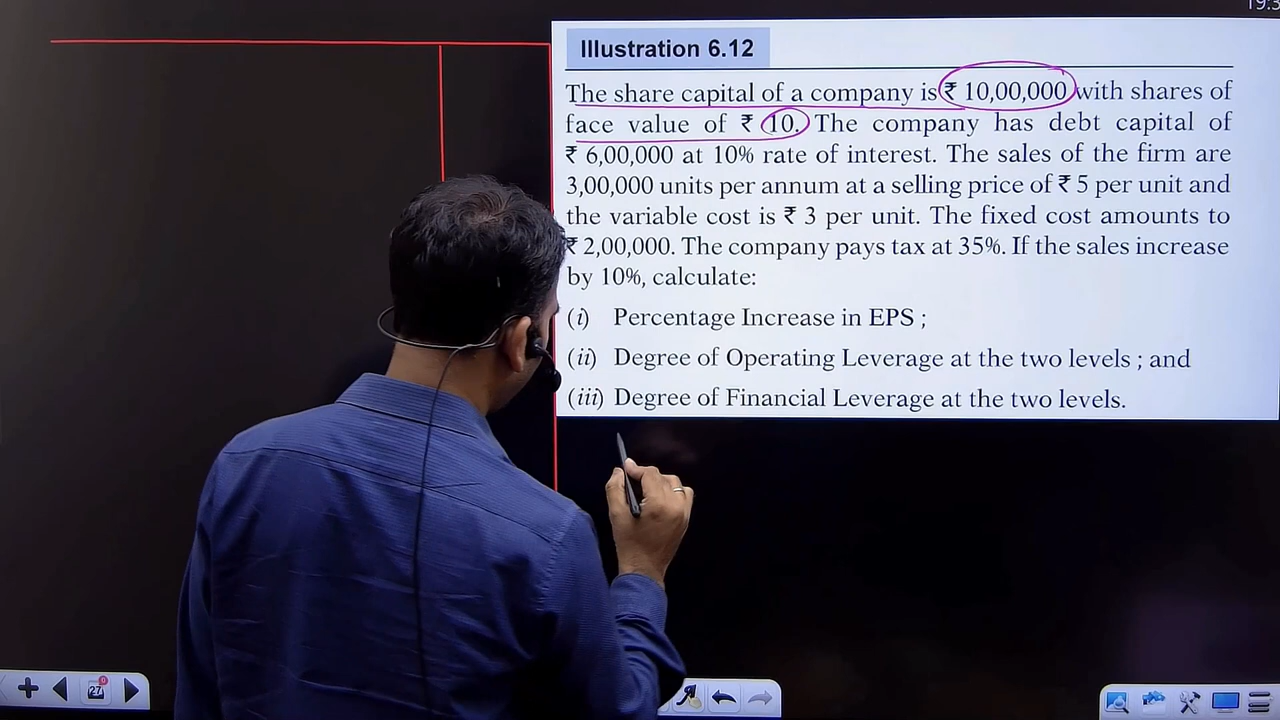 19:3
Illustration 6.12
The share capital of a company is ₹ 10,00,000 with shares of
face value of ₹ 10. The company has debt capital of
₹ 6,00,000 at 10% rate of interest. The sales of the firm are
3,00,000 units per annum at a selling price of ₹ 5 per unit and
the variable cost is ₹ 3 per unit. The fixed cost amounts to
₹ 2,00,000. The company pays tax at 35%. If the sales increase
by 10%, calculate:
(i) Percentage Increase in EPS ;
(ii) Degree of Operating Leverage at the two levels ; and
(iii) Degree of Financial Leverage at the two levels.
27